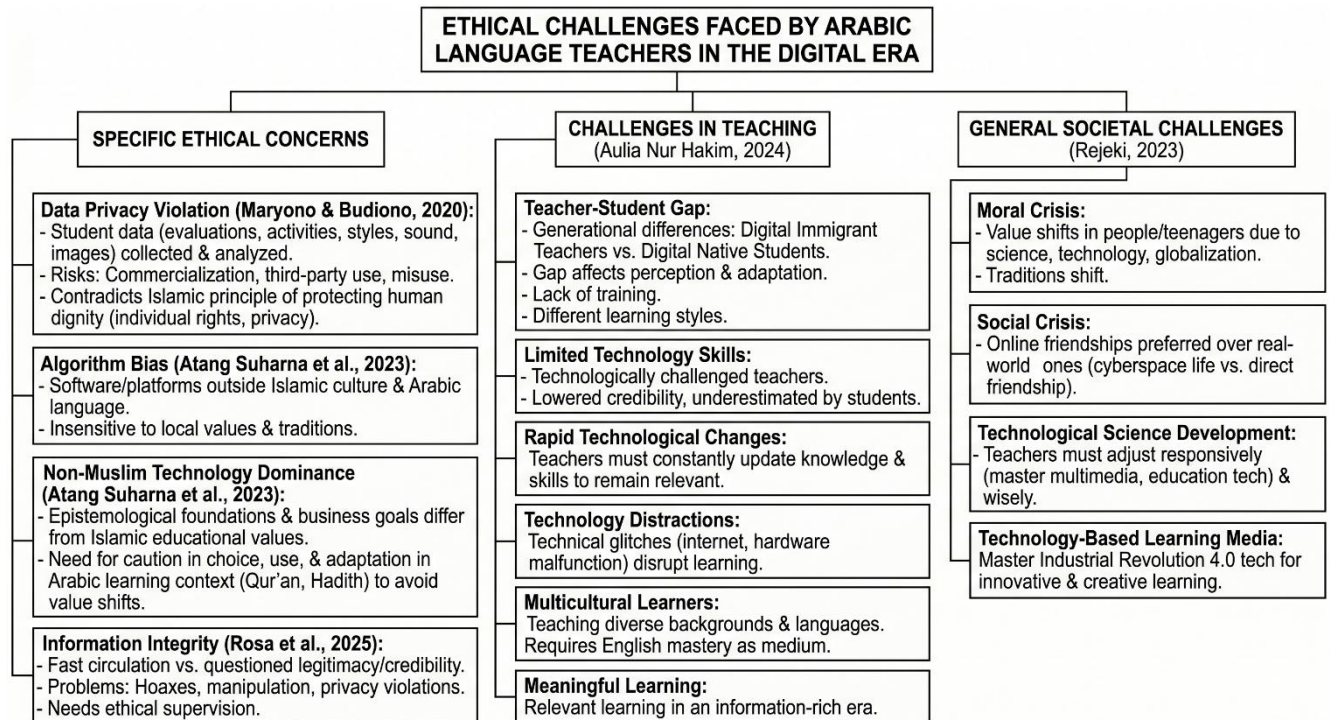 ETHICAL CHALLENGES FACED BY ARABIC
LANGUAGE TEACHERS IN THE DIGITAL ERA
SPECIFIC ETHICAL CONCERNS
Data Privacy Violation (Maryono & Budiono, 2020):
- Student data (evaluations, activities, styles, sound,
images) collected & analyzed.
- Risks: Commercialization, third-party use, misuse.
- Contradicts Islamic principle of protecting human
dignity (individual rights, privacy).
Algorithm Bias (Atang Suharna et al., 2023):
- Software/platforms outside Islamic culture & Arabic
language.
- Insensitive to local values & traditions.
Non-Muslim Technology Dominance
(Atang Suharna et al., 2023):
- Epistemological foundations & business goals differ
from Islamic educational values.
- Need for caution in choice, use, & adaptation in
Arabic learning context (Qur'an, Hadith) to avoid
value shifts.
Information Integrity (Rosa et al., 2025):
- Fast circulation vs. questioned legitimacy/credibility.
- Problems: Hoaxes, manipulation, privacy violations.
- Needs ethical supervision.
CHALLENGES IN TEACHING
(Aulia Nur Hakim, 2024)
Teacher-Student Gap:
- Generational differences: Digital Immigrant
Teachers vs. Digital Native Students.
- Gap affects perception & adaptation.
- Lack of training.
- Different learning styles.
Limited Technology Skills:
- Technologically challenged teachers.
- Lowered credibility, underestimated by students.
Rapid Technological Changes:
Teachers must constantly update knowledge &
skills to remain relevant.
Technology Distractions:
Technical glitches (internet, hardware
malfunction) disrupt learning.
Multicultural Learners:
Teaching diverse backgrounds & languages.
Requires English mastery as medium.
Meaningful Learning:
Relevant learning in an information-rich era.
GENERAL SOCIETAL CHALLENGES
(Rejeki, 2023)
Moral Crisis:
- Value shifts in people/teenagers due to
science, technology, globalization.
- Traditions shift.
Social Crisis:
- Online friendships preferred over real-
world ones (cyberspace life vs. direct
friendship).
Technological Science Development:
- Teachers must adjust responsively
(master multimedia, education tech) &
wisely.
Technology-Based Learning Media:
Master Industrial Revolution 4.0 tech for
innovative & creative learning.